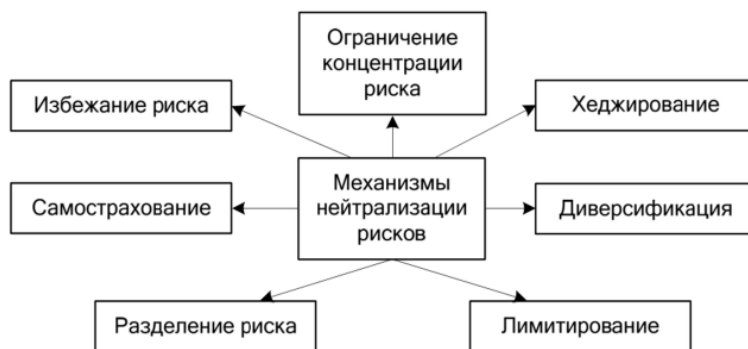 Ограничение
концентрации
риска
Избежание риска
Хеджирование
Механизмы
нейтрализации
рисков
Самострахование
Диверсификация
Разделение риска
Лимитирование